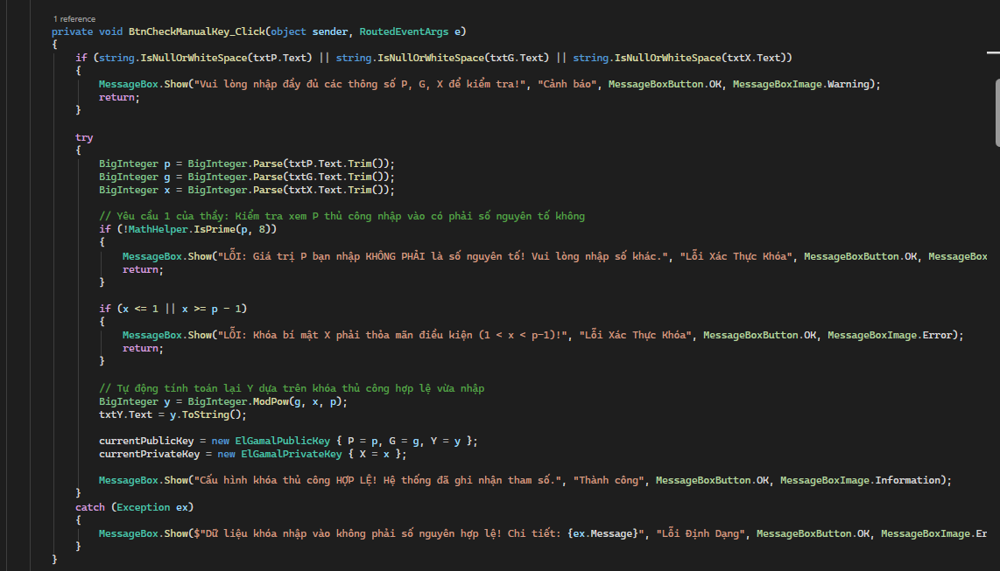 1 reference
private void BtnCheckManualKey_Click(object sender, RoutedEventArgs e)
{
if (string.IsNullOrWhiteSpace(txtP.Text) || string.IsNullOrWhiteSpace(txtG.Text) || string.IsNullOrWhiteSpace(txtX.Text))
{
MessageBox.Show("Vui lòng nhập đầy đủ các thông số P, G, X để kiểm tra!", "Cảnh báo", MessageBoxButton.OK, MessageBoxImage.Warning);
return;
}
try
{
BigInteger p = BigInteger.Parse(txtP.Text.Trim());
BigInteger g = BigInteger.Parse(txtG.Text.Trim());
BigInteger x = BigInteger.Parse(txtX.Text.Trim());
// Yêu cầu 1 của thầy: Kiểm tra xem P thủ công nhập vào có phải số nguyên tố không
if (!MathHelper.IsPrime(p, 8))
{
MessageBox.Show("LỖI: Giá trị P bạn nhập KHÔNG PHẢI là số nguyên tố! Vui lòng nhập số khác.", "Lỗi Xác Thực Khóa", MessageBoxButton.OK, MessageBox
return;
}
if (x <= 1 || x >= p - 1)
{
MessageBox.Show("LỖI: Khóa bí mật X phải thỏa mãn điều kiện (1 < x < p-1)!", "Lỗi Xác Thực Khóa", MessageBoxButton.OK, MessageBoxImage.Error);
return;
}
// Tự động tính toán lại Y dựa trên khóa thủ công hợp lệ vừa nhập
BigInteger y = BigInteger.ModPow(g, x, p);
txtY.Text = y.ToString();
currentPublicKey = new ElGamalPublicKey { P = p, G = g, Y = y };
currentPrivateKey = new ElGamalPrivateKey { X = x };
MessageBox.Show("Cấu hình khóa thủ công HỢP LỆ! Hệ thống đã ghi nhận tham số.", "Thành công", MessageBoxButton.OK, MessageBoxImage.Information);
}
catch (Exception ex)
{
MessageBox.Show($"Dữ liệu khóa nhập vào không phải số nguyên hợp lệ! Chi tiết: {ex.Message}", "Lỗi Định Dạng", MessageBoxButton.OK, MessageBoxImage.Er
}
}